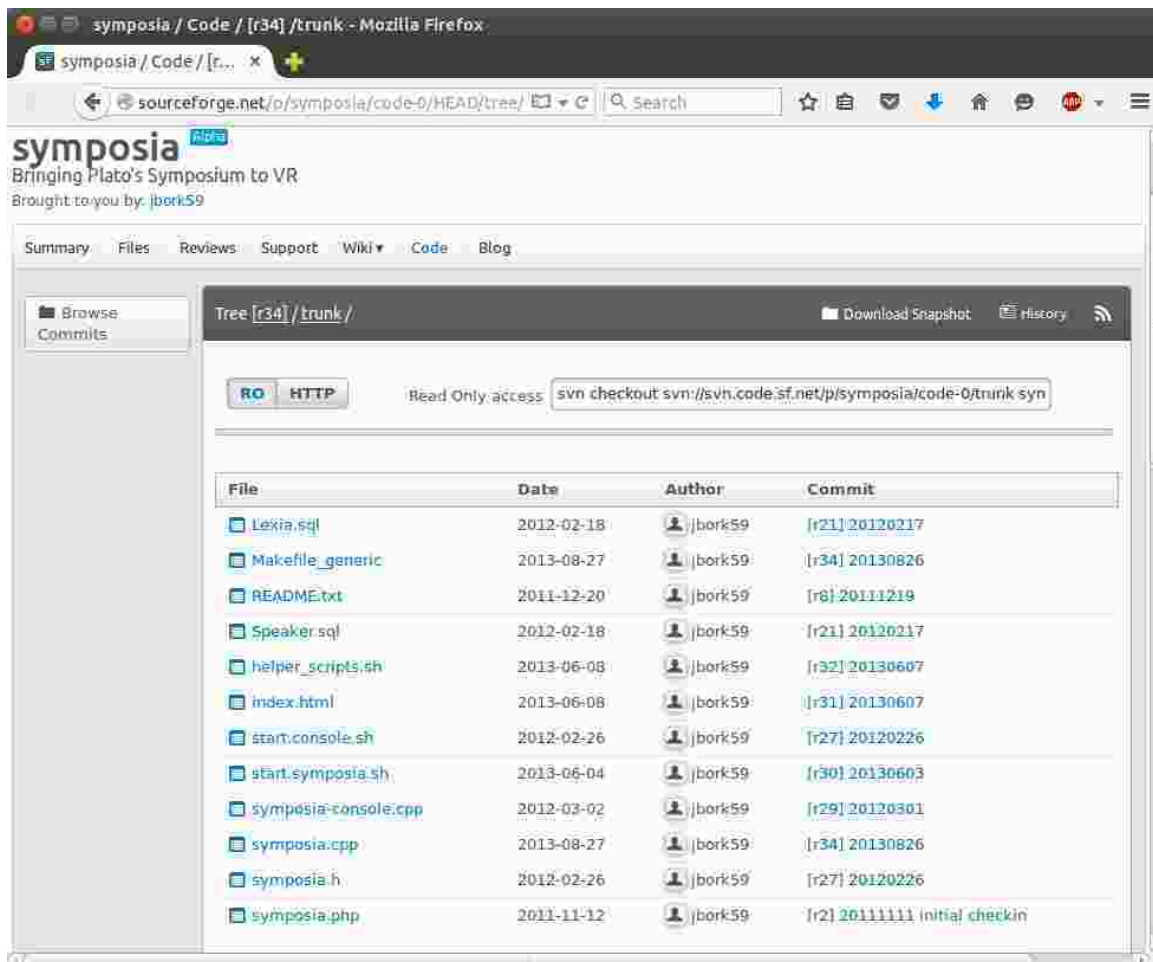 symposia / Code / [r34] /trunk - Mozilla Firefox
symposia / Code / [r...
sourceforge.net/p/symposia/code-0/HEAD/tree/ Search
symposia Alpha
Bringing Plato's Symposium to VR
Brought to you by: jbork59
Summary Files Reviews Support Wiki Code Blog
Browse Commits
Tree [r34] / trunk /
Download Snapshot History
RO HTTP Read Only access svn checkout svn://svn.code.sf.net/p/symposia/code-0/trunk syn
File Date Author Commit
Lexia.sql 2012-02-18 jbork59 [r21] 20120217
Makefile_generic 2013-08-27 jbork59 [r34] 20130826
README.txt 2011-12-20 jbork59 [r8] 20111219
Speaker.sql 2012-02-18 jbork59 [r21] 20120217
helper_scripts.sh 2013-06-08 jbork59 [r32] 20130607
index.html 2013-06-08 jbork59 [r31] 20130607
start.console.sh 2012-02-26 jbork59 [r27] 20120226
start.symposia.sh 2013-06-04 jbork59 [r30] 20130603
symposia-console.cpp 2012-03-02 jbork59 [r29] 20120301
symposia.cpp 2013-08-27 jbork59 [r34] 20130826
symposia.h 2012-02-26 jbork59 [r27] 20120226
symposia.php 2011-11-12 jbork59 [r2] 20111111 initial checkin